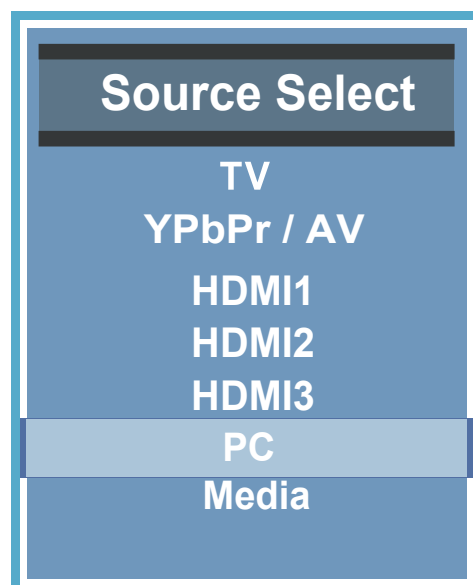 Source Select
TV
YPbPr / AV
HDMI1
HDMI2
HDMI3
PC
Media